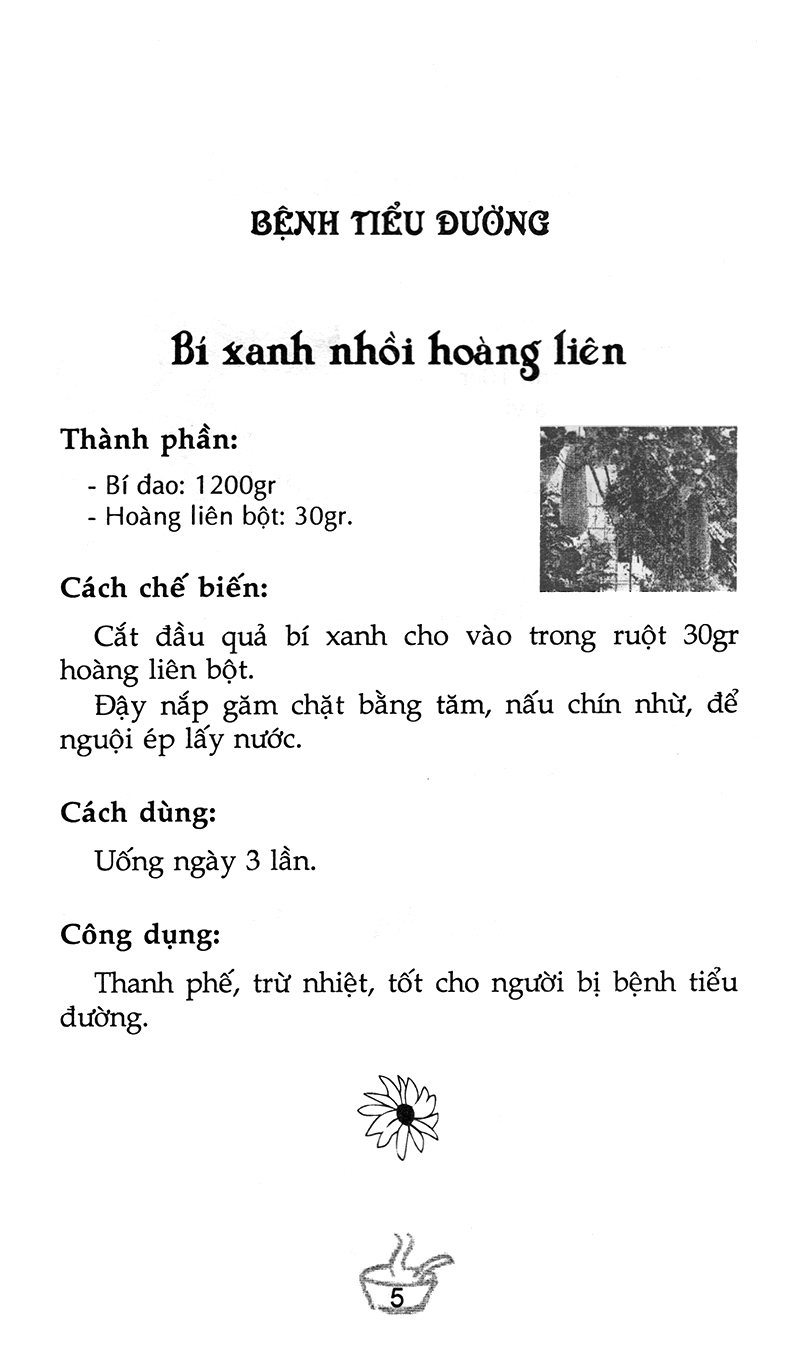 BỆNH TIỂU ĐƯỜNG
Bí xanh nhồi hoàng liên
Thành phần:
- Bí đao: 1200gr
- Hoàng liên bột: 30gr.
Cách chế biến:
Cắt đầu quả bí xanh cho vào trong ruột 30gr
hoàng liên bột.
Đậy nắp găm chặt bằng tăm, nấu chín nhừ, để
nguội ép lấy nước.
Cách dùng:
Uống ngày 3 lần.
Công dụng:
Thanh phế, trừ nhiệt, tốt cho người bị bệnh tiểu
đường.
5